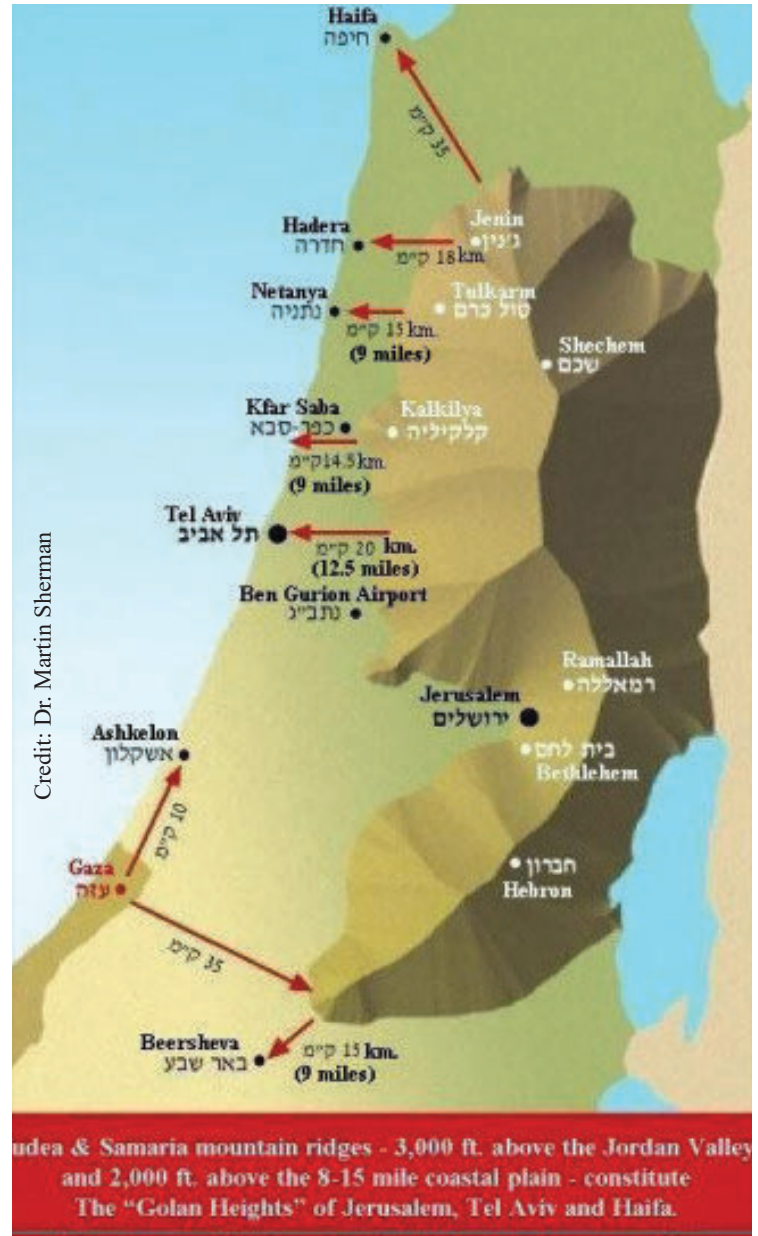 Haifa
חיפה
35 ק״מ
Jenin
ג'נין
Hadera
חדרה
18 ק״מ km
Netanya
נתניה
Tulkarm
טול כרם
15 ק״מ km.
(9 miles)
Shechem
שכם
Kfar Saba
כפר-סבא
Kalkilya
קלקיליה
14.5 ק״מ km.
(9 miles)
Tel Aviv
תל אביב
20 ק״מ km.
(12.5 miles)
Ben Gurion Airport
נתב״ג
Ramallah
רמאללה
Jerusalem
ירושלים
בית לחם
Bethlehem
Ashkelon
אשקלון
10 ק״מ
Gaza
עזה
חברון
Hebron
35 ק״מ
Beersheva
באר שבע
15 ק״מ km.
(9 miles)
Credit: Dr. Martin Sherman
udea & Samaria mountain ridges - 3,000 ft. above the Jordan Valley
and 2,000 ft. above the 8-15 mile coastal plain - constitute
The “Golan Heights” of Jerusalem, Tel Aviv and Haifa.